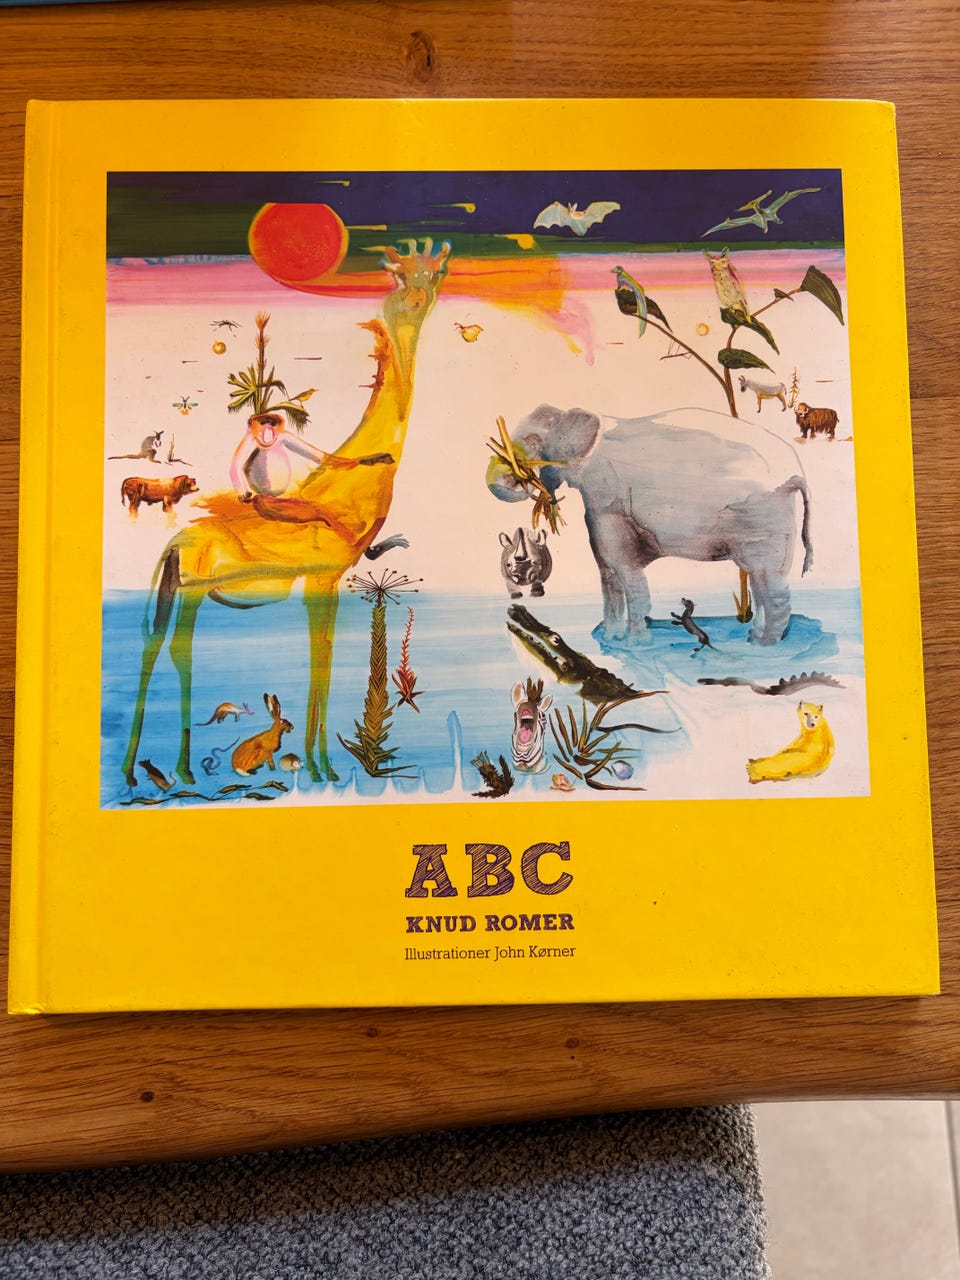 ABC
KNUD ROMER
Illustrationer John Kørner